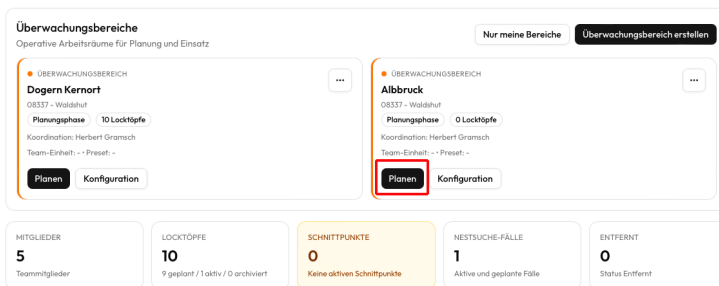 Überwachungsbereiche
Operative Arbeitsräume für Planung und Einsatz
Nur meine Bereiche
Überwachungsbereich erstellen
ÜBERWACHUNGSBEREICH
...
Dogern Kernort
08337 - Waldshut
Planungsphase
10 Locktöpfe
Koordination: Herbert Gramsch
Team-Einheit: - • Preset: -
Planen
Konfiguration
ÜBERWACHUNGSBEREICH
...
Albbruck
08337 - Waldshut
Planungsphase
0 Locktöpfe
Koordination: Herbert Gramsch
Team-Einheit: - • Preset: -
Planen
Konfiguration
MITGLIEDER
5
Teammitglieder
LOCKTÖPFE
10
9 geplant / 1 aktiv / 0 archiviert
SCHNITTPUNKTE
0
Keine aktiven Schnittpunkte
NESTSUCHE-FÄLLE
1
Aktive und geplante Fälle
ENTFERNT
0
Status Entfernt